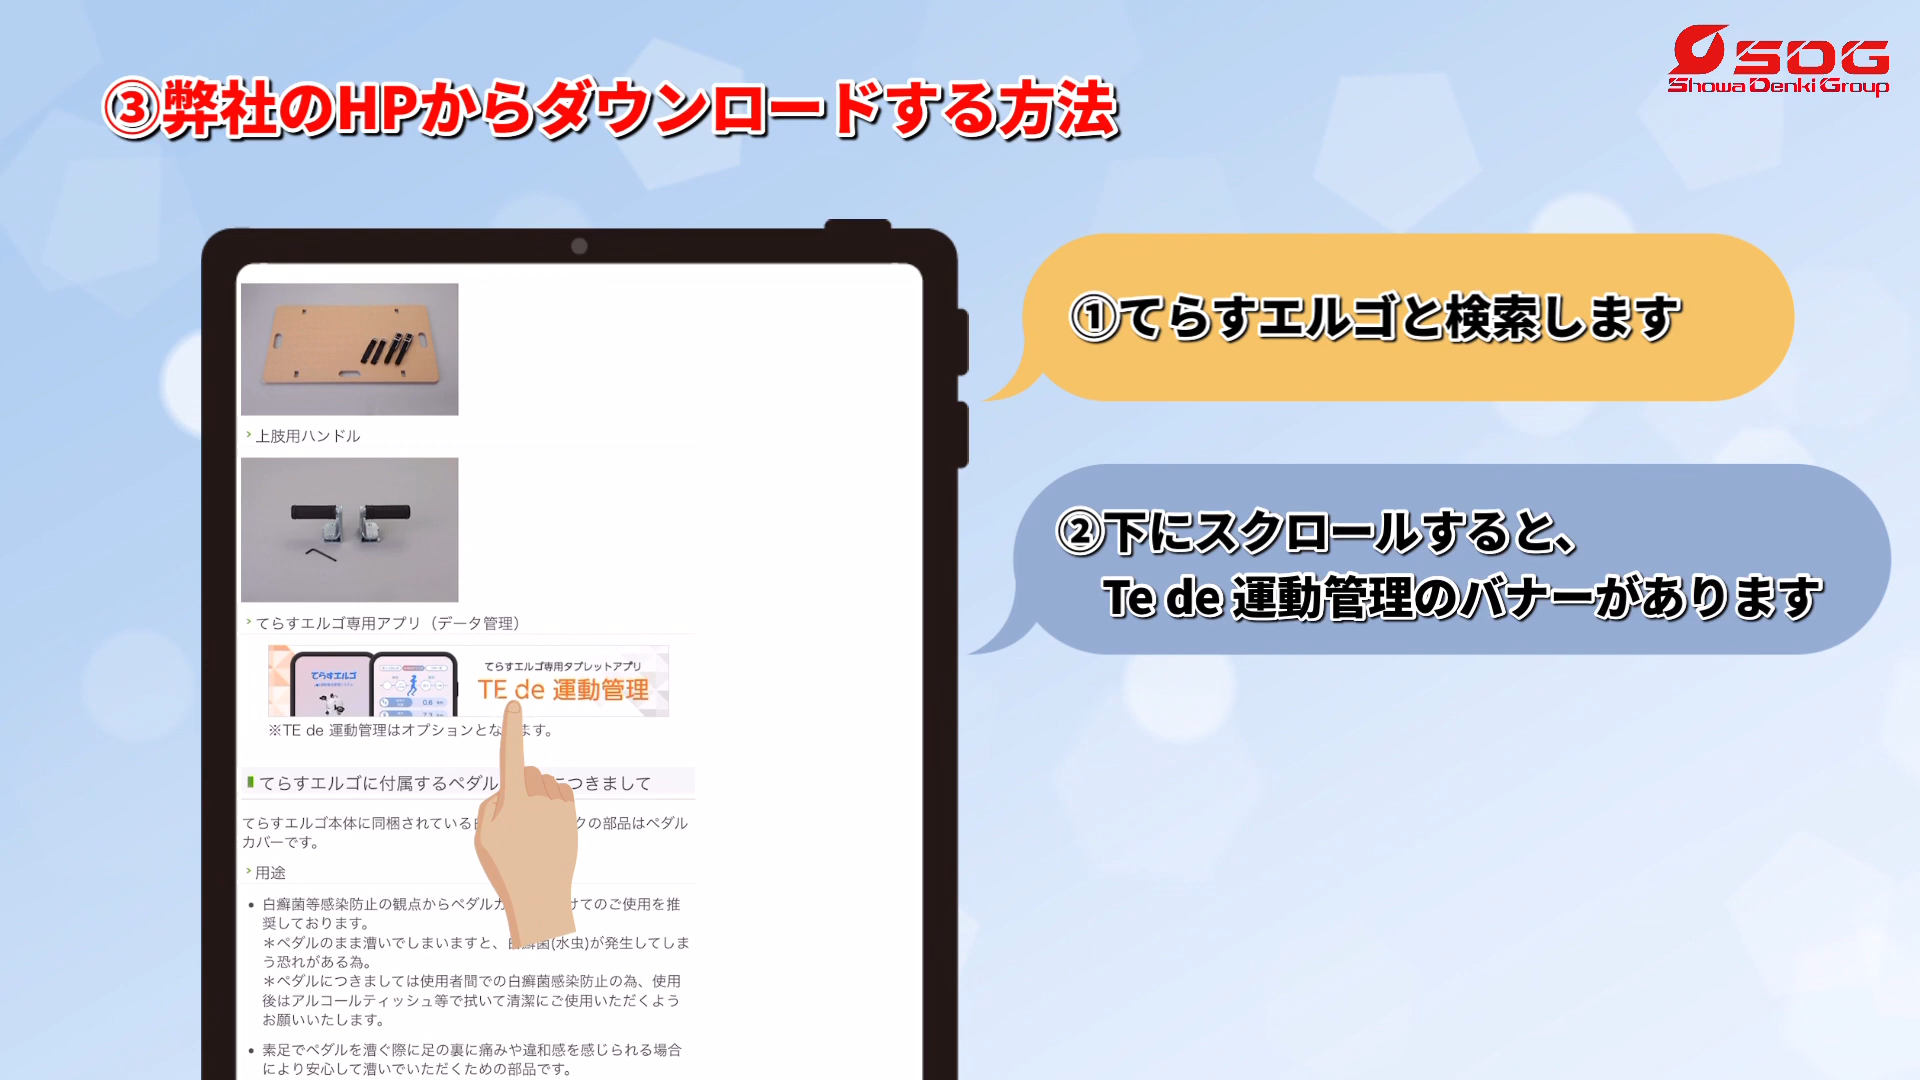 ③弊社のHPからダウンロードする方法
SDG
Showa Denki Group
①てらすエルゴと検索します
②下にスクロールすると、
Te de 運動管理のバナーがあります
上肢用ハンドル
てらすエルゴ専用アプリ（データ管理）
てらすエルゴ
てらすエルゴ専用タブレットアプリ
TE de 運動管理
0.6
7.3
※TE de 運動管理はオプションとな ます。
てらすエルゴに付属するペダル につきまして
てらすエルゴ本体に同梱されている クの部品はペダル
カバーです。
用途
• 白癬菌等感染防止の観点からペダルカ けてのご使用を推
奨しております。
＊ペダルのまま漕いでしまいますと、白癬菌(水虫)が発生してしま
う恐れがある為。
＊ペダルにつきましては使用者間での白癬菌感染防止の為、使用
後はアルコールティッシュ等で拭いて清潔にご使用いただくよう
お願いいたします。
• 素足でペダルを漕ぐ際に足の裏に痛みや違和感を感じられる場合
により安心して漕いでいただくための部品です。